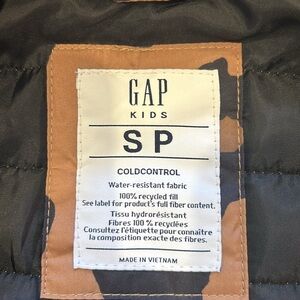 GAP
KIDS
S P
COLDCONTROL
Water-resistant fabric
100% recycled fill
See label for product's full fiber content.
Tissu hydrorésistant
Fibres 100 % recyclées
Consultez l'étiquette pour connaître
la composition exacte des fibres.
MADE IN VIETNAM